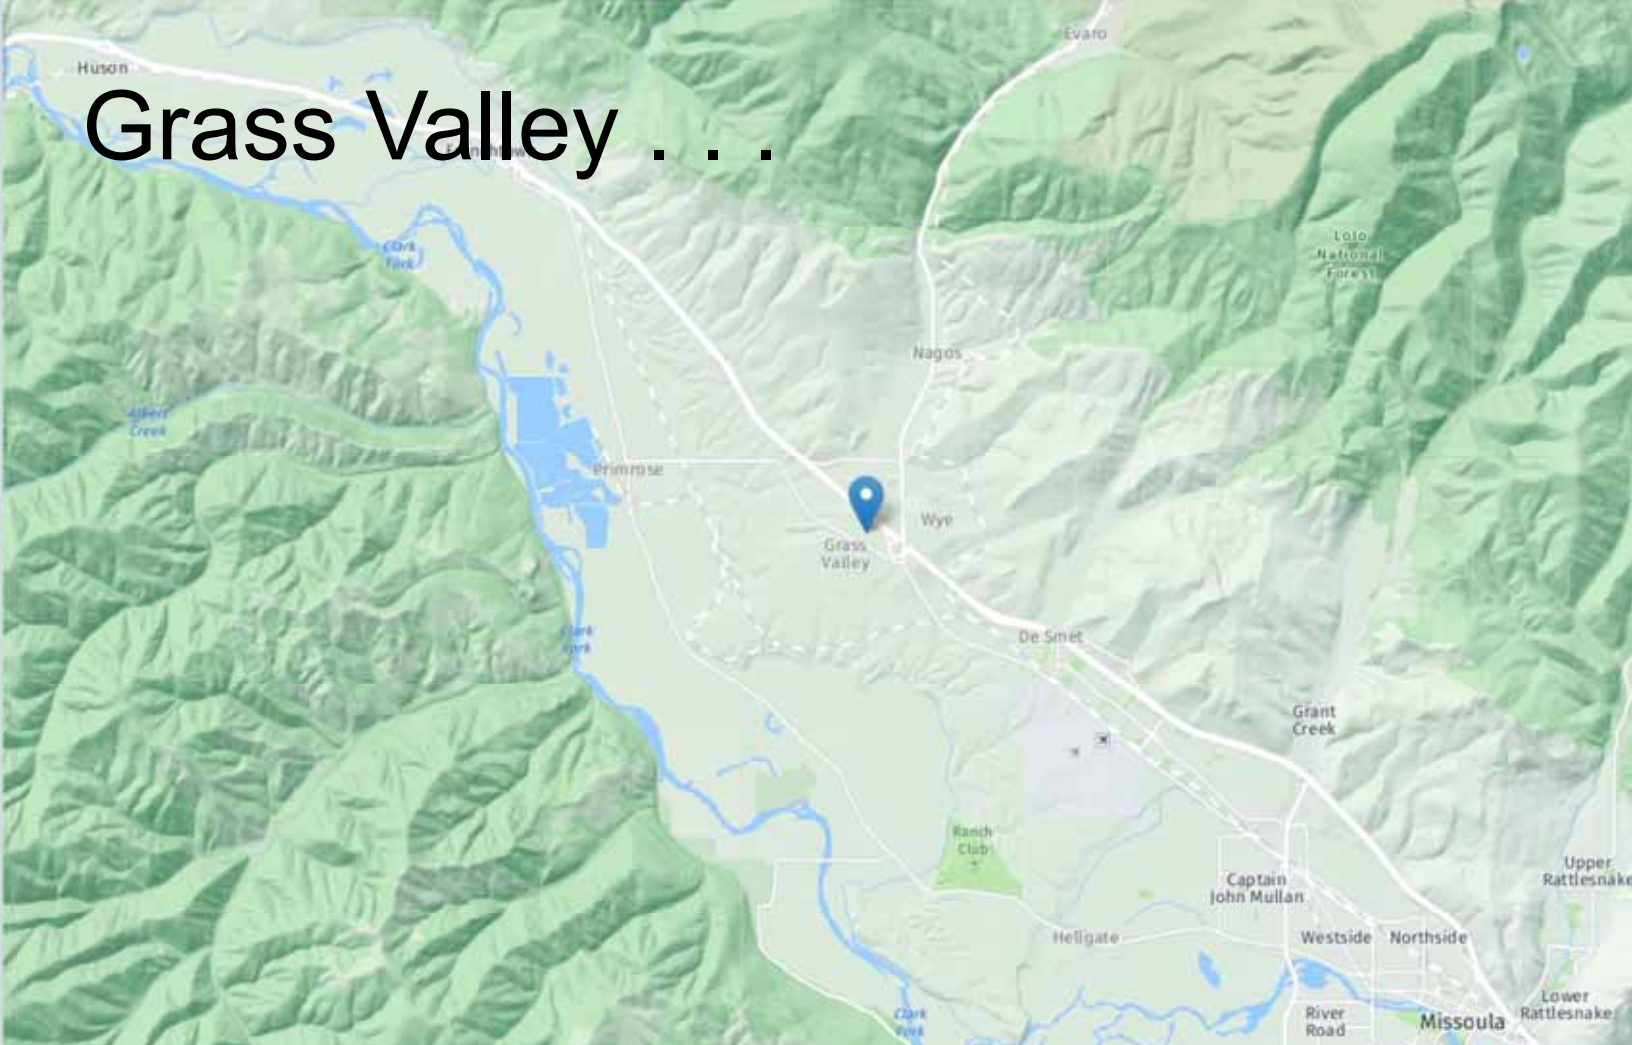 Evaro
Huson
Grass Valley . . .
Clark
Fork
Lolo
National
Forest
Nagos
Albert
Creek
Primrose
Wye
Grass
Valley
Clark
Fork
De Smet
Grant
Creek
Ranch
Club
Captain
John Mullan
Upper
Rattlesnake
Hellgate
Westside
Northside
Clark
Fork
River
Road
Missoula
Lower
Rattlesnake